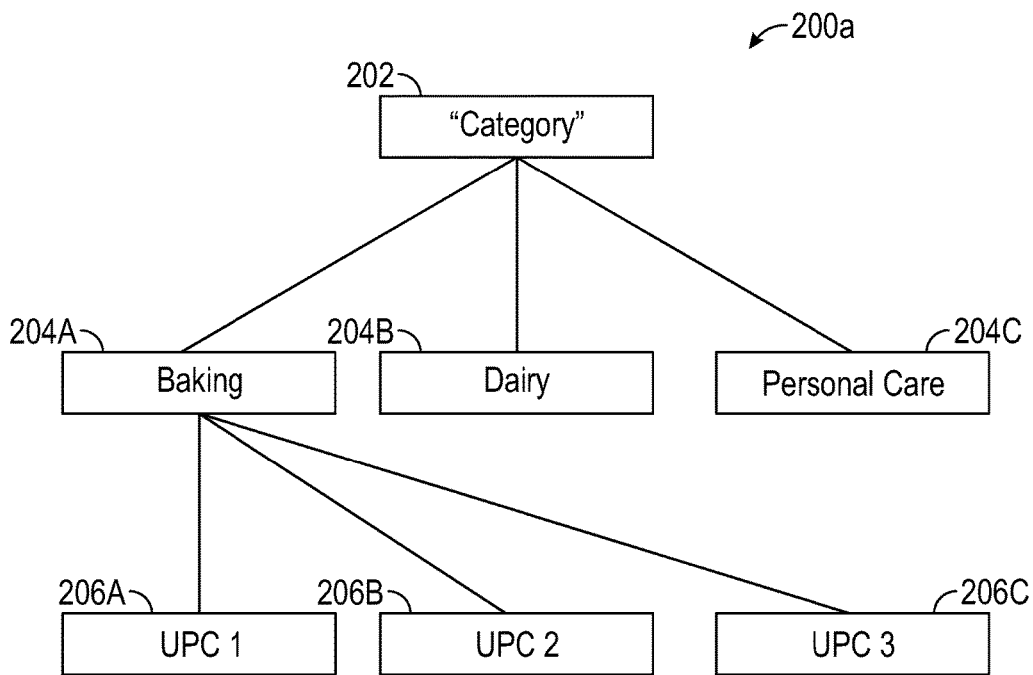 200a
202
“Category”
204A
204B
204C
Baking
Dairy
Personal Care
206A
206B
206C
UPC 1
UPC 2
UPC 3